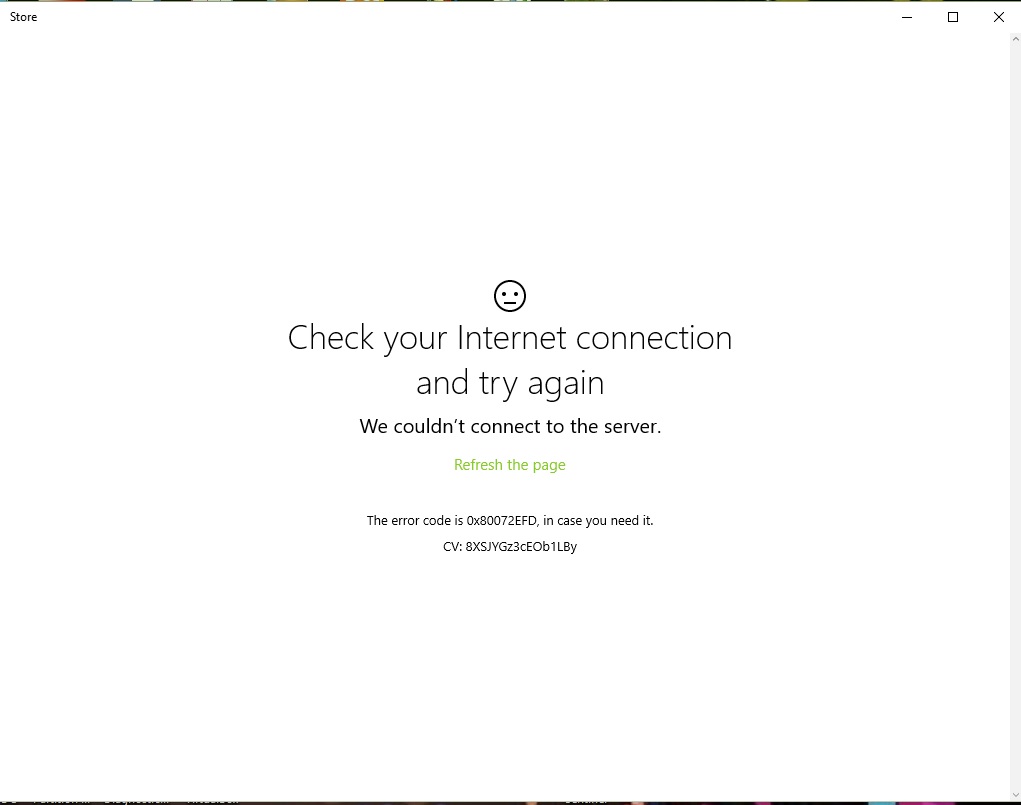 Store
Check your Internet connection
and try again
We couldn’t connect to the server.
Refresh the page
The error code is 0x80072EFD, in case you need it.
CV: 8XSJYGz3cEOb1LBy